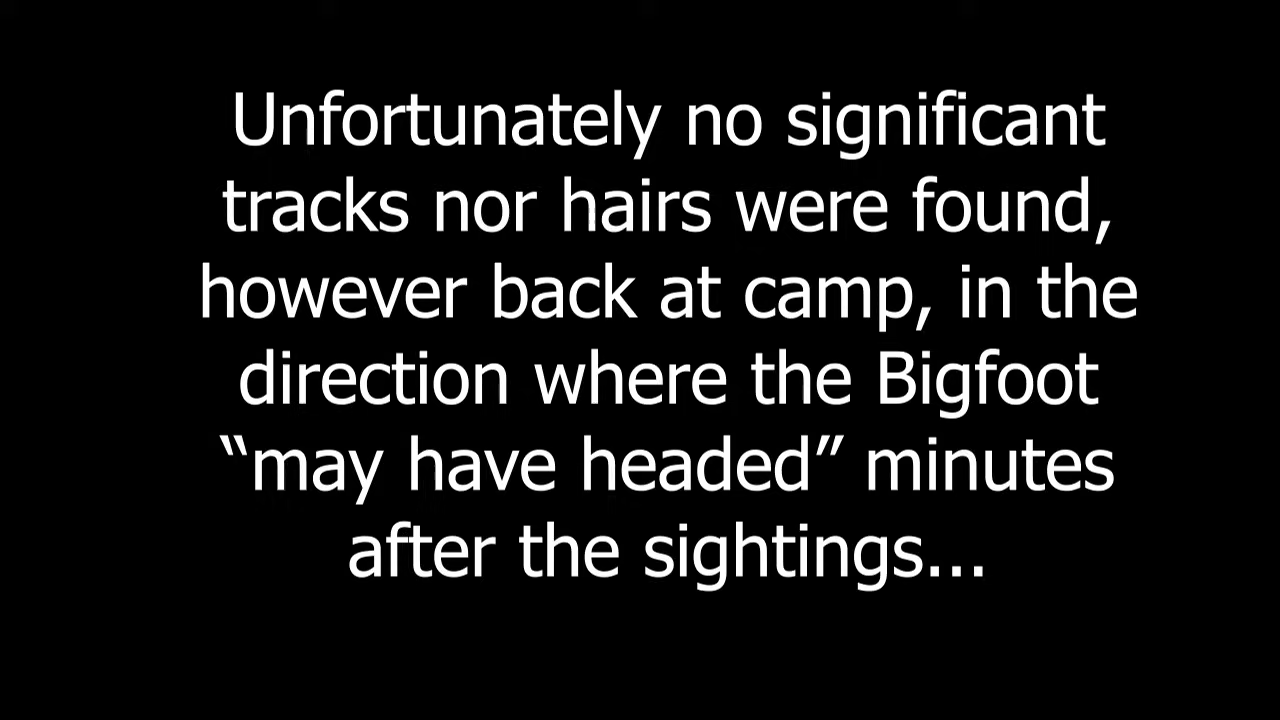 Unfortunately no significant
tracks nor hairs were found,
however back at camp, in the
direction where the Bigfoot
“may have headed” minutes
after the sightings...